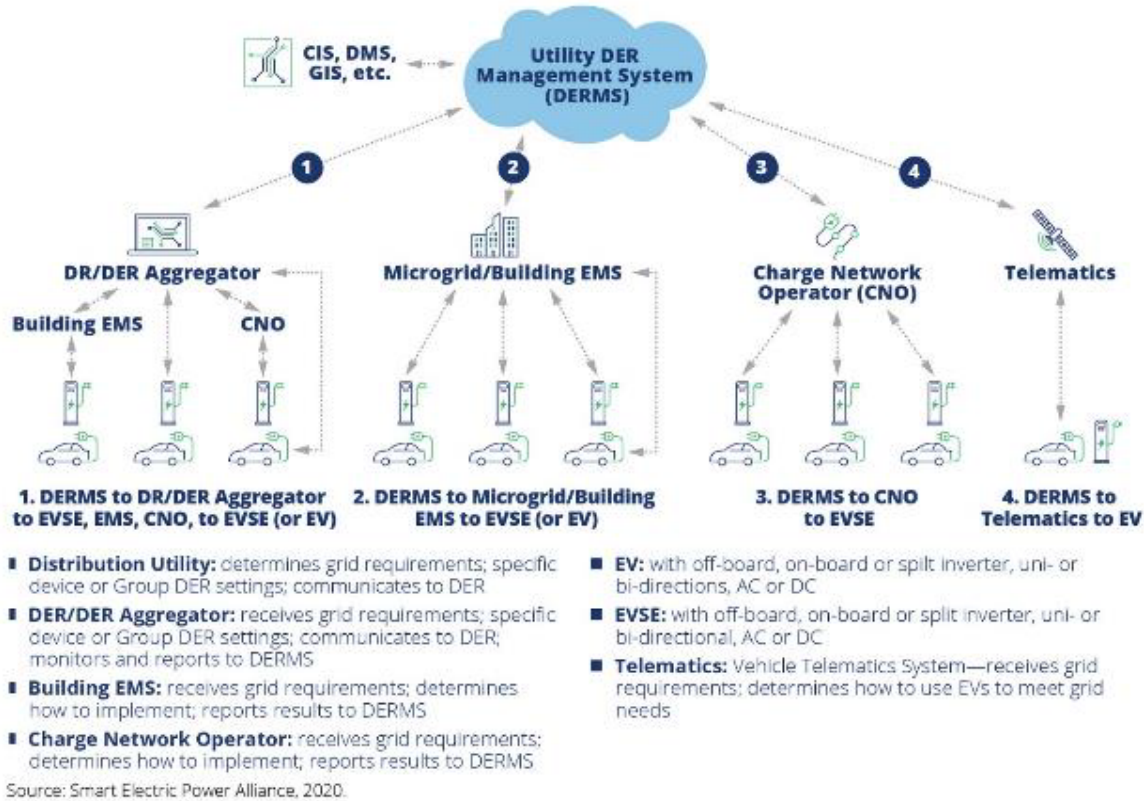 CIS, DMS,
GIS, etc.
Utility DER
Management System
(DERMS)
1
2
3
4
DR/DER Aggregator
Microgrid/Building EMS
Charge Network
Operator (CNO)
Telematics
Building EMS
CNO
1. DERMS to DR/DER Aggregator
to EVSE, EMS, CNO, to EVSE (or EV)
2. DERMS to Microgrid/Building
EMS to EVSE (or EV)
3. DERMS to CNO
to EVSE
4. DERMS to
Telematics to EV
Distribution Utility: determines grid requirements; specific
device or Group DER settings; communicates to DER
DER/DER Aggregator: receives grid requirements; specific
device or Group DER settings; communicates to DER;
monitors and reports to DERMS
Building EMS: receives grid requirements; determines
how to implement; reports results to DERMS
Charge Network Operator: receives grid requirements;
determines how to implement; reports results to DERMS
EV: with off-board, on-board or spilt inverter, uni- or
bi-directions, AC or DC
EVSE: with off-board, on-board or split inverter, uni- or
bi-directional, AC or DC
Telematics: Vehicle Telematics System—receives grid
requirements; determines how to use EVs to meet grid
needs
Source: Smart Electric Power Alliance, 2020.